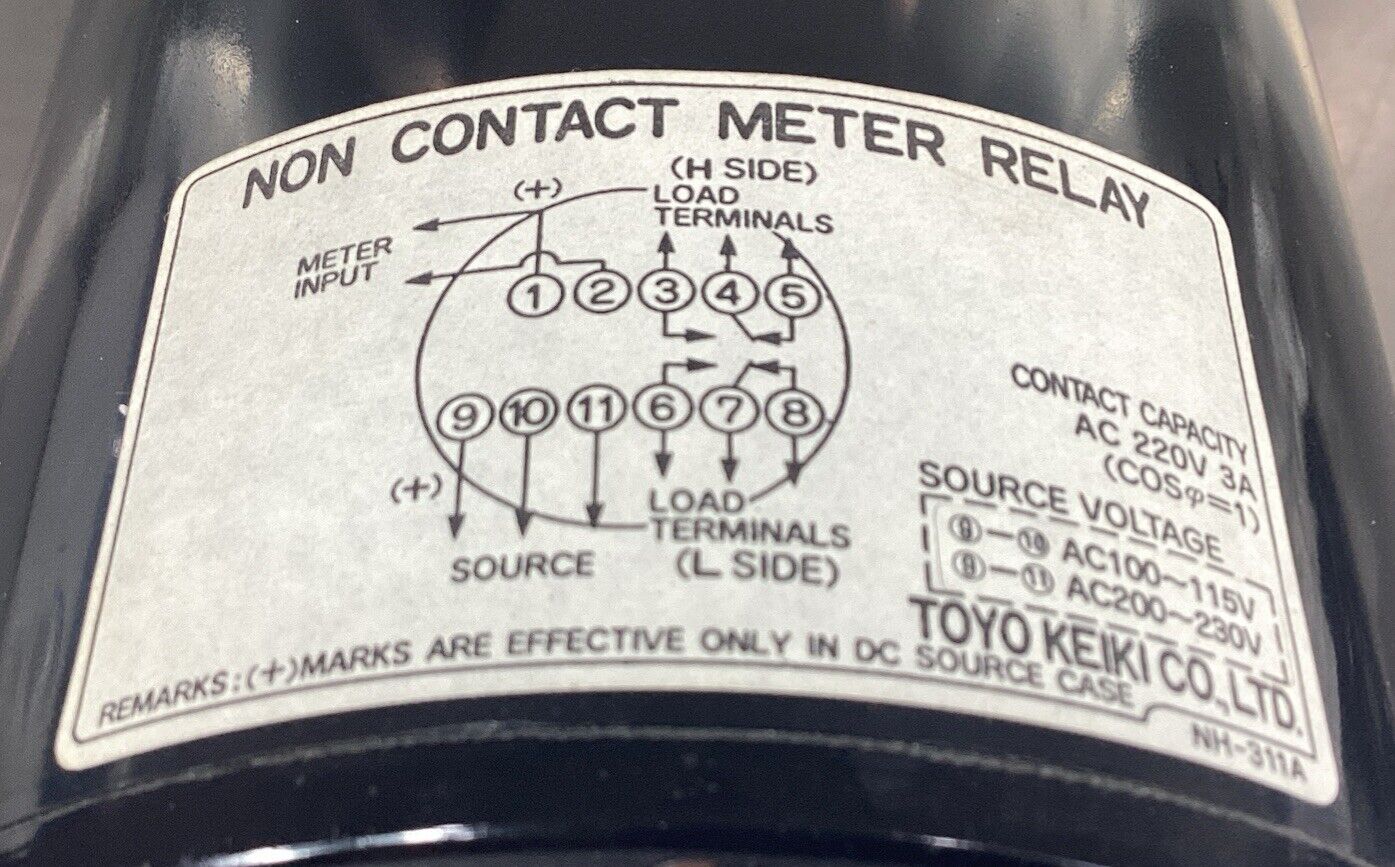 NON CONTACT METER RELAY
(H SIDE)
(+)
LOAD
TERMINALS
METER
INPUT
1 2 3 4 5
9 10 11 6 7 8
(+)
LOAD
TERMINALS
(L SIDE)
SOURCE
CONTACT CAPACITY
AC 220V 3A
(COSφ=1)
SOURCE VOLTAGE
⑨-⑩ AC100~115V
⑨-⑪ AC200~230V
TOYO KEIKI CO.,LTD.
REMARKS:(+)MARKS ARE EFFECTIVE ONLY IN DC SOURCE CASE
NH-311A